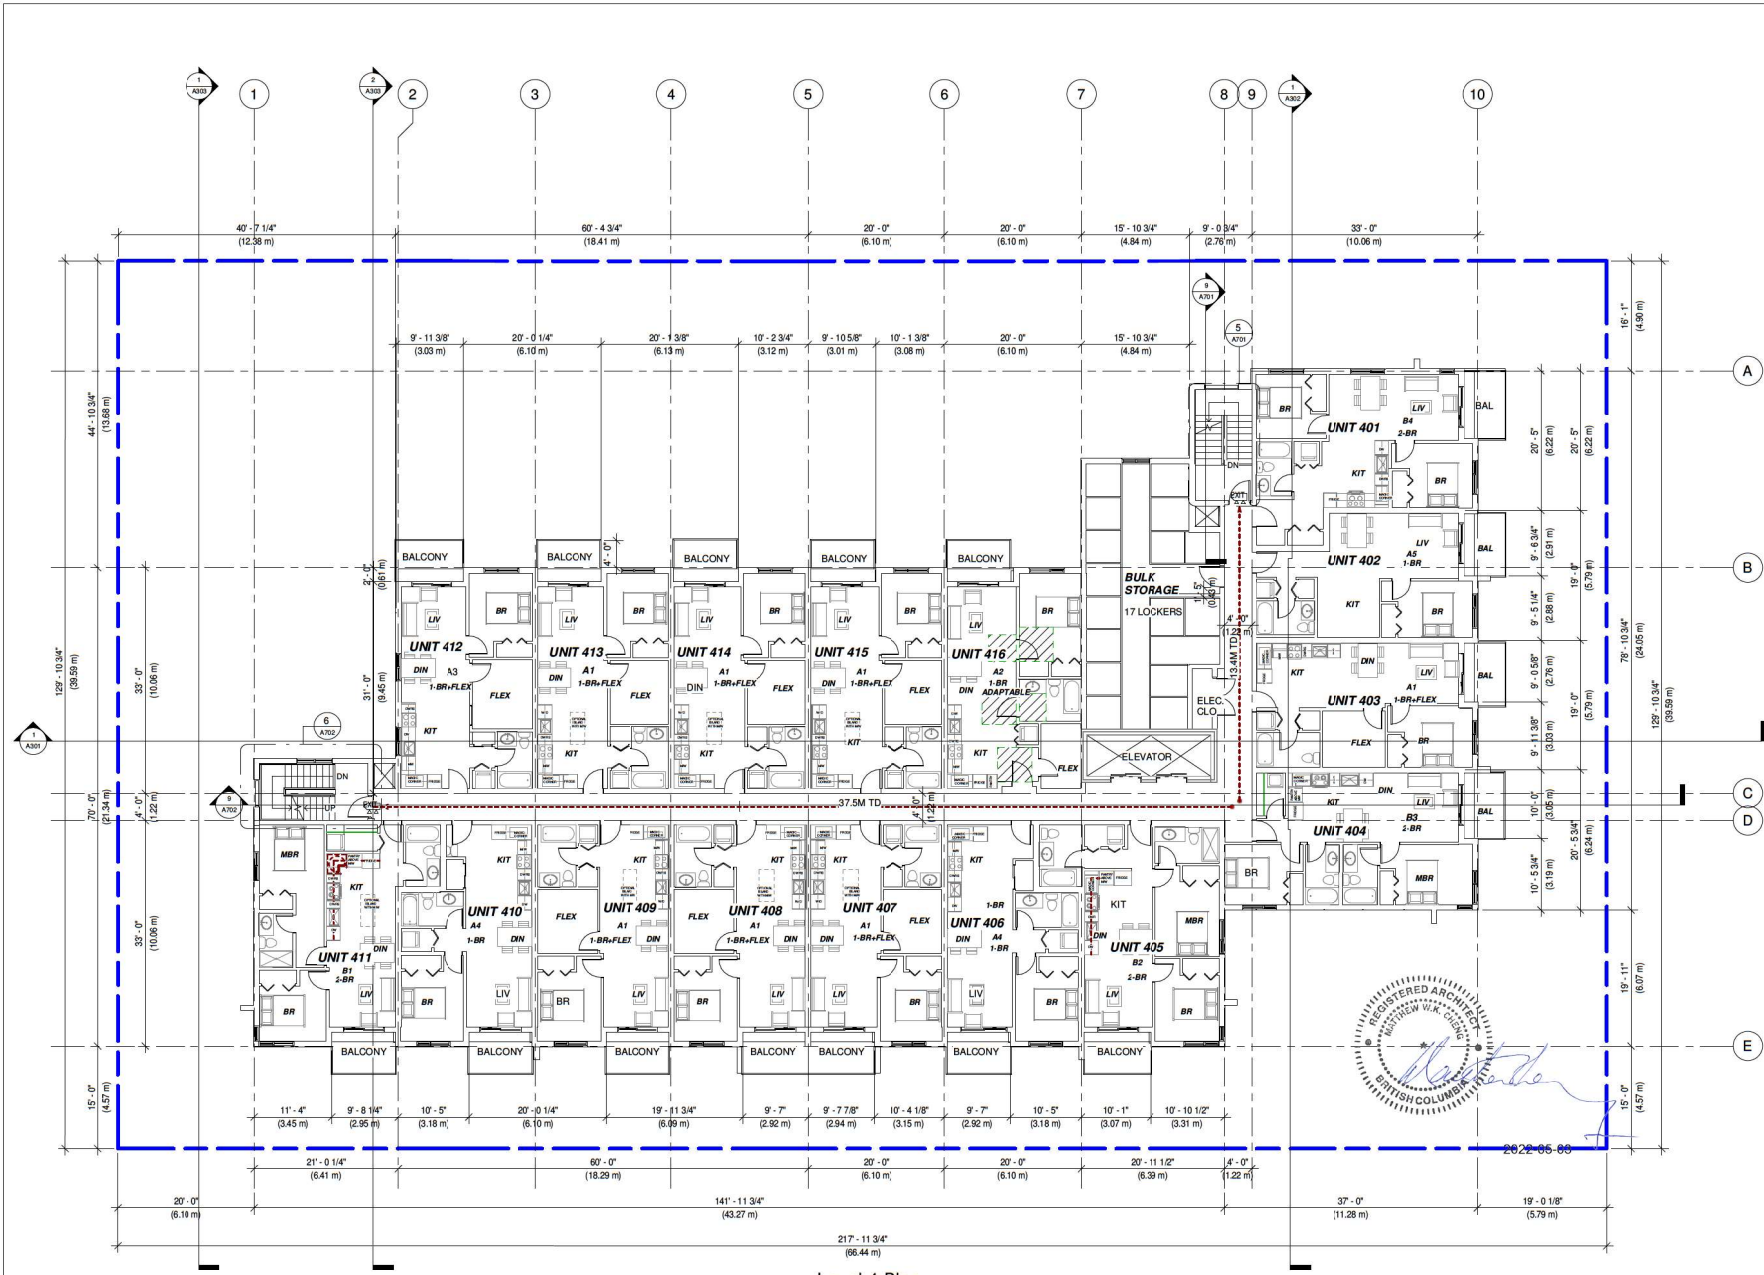 1
A303
2
A303
1
A302
1 2 3 4 5 6 7 8 9 10
40' - 7 1/4"
(12.38 m)
60' - 4 3/4"
(18.41 m)
20' - 0"
(6.10 m)
20' - 0"
(6.10 m)
15' - 10 3/4"
(4.84 m)
9' - 0 3/4"
(2.76 m)
33' - 0"
(10.06 m)
9
A701
5
A701
9' - 11 3/8"
(3.03 m)
20' - 0 1/4"
(6.10 m)
20' - 1 3/8"
(6.13 m)
10' - 2 3/4"
(3.12 m)
9' - 10 5/8"
(3.01 m)
10' - 1 3/8"
(3.08 m)
20' - 0"
(6.10 m)
15' - 10 3/4"
(4.84 m)
16' - 1"
(4.90 m)
A
B
C
D
E
44' - 10 3/4"
(13.68 m)
129' - 10 3/4"
(39.59 m)
33' - 0"
(10.06 m)
2' - 0"
(0.61 m)
31' - 0"
(9.45 m)
70' - 0"
(21.34 m)
4' - 0"
(1.22 m)
33' - 0"
(10.06 m)
15' - 0"
(4.57 m)
1
A301
6
A702
9
A702
BR
LIV
BAL
UNIT 401
B4
2-BR
KIT
BR
DN
EXIT
20' - 5"
(6.22 m)
20' - 5"
(6.22 m)
LIV
UNIT 402
A5
1-BR
BAL
KIT
BR
9' - 6 3/4"
(2.91 m)
19' - 0"
(5.79 m)
9' - 5 1/4"
(2.88 m)
78' - 10 3/4"
(24.05 m)
129' - 10 3/4"
(39.59 m)
DIN
KIT
LIV
UNIT 403
A1
1-BR+FLEX
BAL
FLEX
BR
9' - 0 5/8"
(2.76 m)
19' - 0"
(5.79 m)
9' - 11 3/8"
(3.03 m)
DIN
KIT
LIV
UNIT 404
B3
2-BR
BAL
BR
MBR
10' - 0"
(3.05 m)
20' - 5 3/4"
(6.24 m)
10' - 5 3/4"
(3.19 m)
19' - 11"
(6.07 m)
15' - 0"
(4.57 m)
BALCONY
BALCONY
BALCONY
BALCONY
BALCONY
4' - 0"
BULK
STORAGE
17 LOCKERS
1' - 5"
(0.43 m)
4' - 0"
(1.22 m)
13.4M TD
ELEC.
CLO.
ELEVATOR
LIV
BR
UNIT 412
DIN
A3
1-BR+FLEX
FLEX
KIT
LIV
BR
UNIT 413
DIN
A1
1-BR+FLEX
FLEX
KIT
LIV
BR
UNIT 414
DIN
A1
1-BR+FLEX
FLEX
KIT
LIV
BR
UNIT 415
DIN
A1
1-BR+FLEX
FLEX
KIT
LIV
BR
UNIT 416
DIN
A2
1-BR
ADAPTABLE
KIT
FLEX
DN
UP
EXIT
37.5M TD
4' - 0"
(1.22 m)
MBR
KIT
DIN
UNIT 411
B1
2-BR
BR
LIV
KIT
UNIT 410
A4
1-BR
DIN
BR
LIV
KIT
FLEX
UNIT 409
A1
1-BR+FLEX
DIN
BR
LIV
KIT
FLEX
UNIT 408
A1
1-BR+FLEX
DIN
BR
LIV
KIT
UNIT 407
A1
1-BR+FLEX
DIN
FLEX
LIV
BR
KIT
1-BR
UNIT 406
DIN
A4
1-BR
LIV
BR
KIT
DIN
UNIT 405
B2
2-BR
MBR
LIV
BR
BALCONY
BALCONY
BALCONY
BALCONY
BALCONY
BALCONY
BALCONY
REGISTERED ARCHITECT
MATTHEW W.K. CHENG
BRITISH COLUMBIA
2022-05-06
11' - 4"
(3.45 m)
9' - 8 1/4"
(2.95 m)
10' - 5"
(3.18 m)
20' - 0 1/4"
(6.10 m)
19' - 11 3/4"
(6.09 m)
9' - 7"
(2.92 m)
9' - 7 7/8"
(2.94 m)
10' - 4 1/8"
(3.15 m)
9' - 7"
(2.92 m)
10' - 5"
(3.18 m)
10' - 1"
(3.07 m)
10' - 10 1/2"
(3.31 m)
21' - 0 1/4"
(6.41 m)
60' - 0"
(18.29 m)
20' - 0"
(6.10 m)
20' - 0"
(6.10 m)
20' - 11 1/2"
(6.39 m)
4' - 0"
(1.22 m)
20' - 0"
(6.10 m)
141' - 11 3/4"
(43.27 m)
37' - 0"
(11.28 m)
19' - 0 1/8"
(5.79 m)
217' - 11 3/4"
(66.44 m)